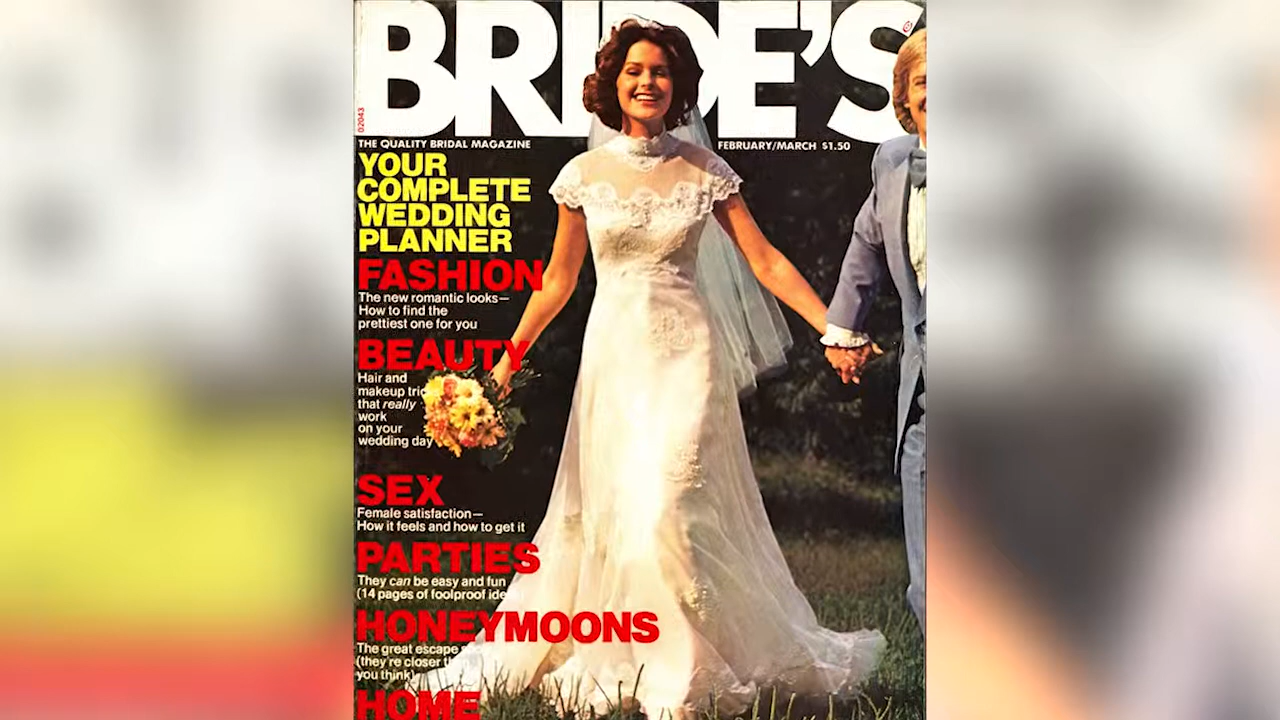 BRIDE'S
02043
THE QUALITY BRIDAL MAGAZINE
FEBRUARY/MARCH $1.50
YOUR
COMPLETE
WEDDING
PLANNER
FASHION
The new romantic looks—
How to find the
prettiest one for you
BEAUTY
Hair and
makeup
that really
work
on your
wedding day
SEX
Female satisfaction—
How it feels and how to get it
PARTIES
They can be easy and fun
(14 pages of foolproof
HONEYMOONS
The great escape
(they're closer
you think)
HOME